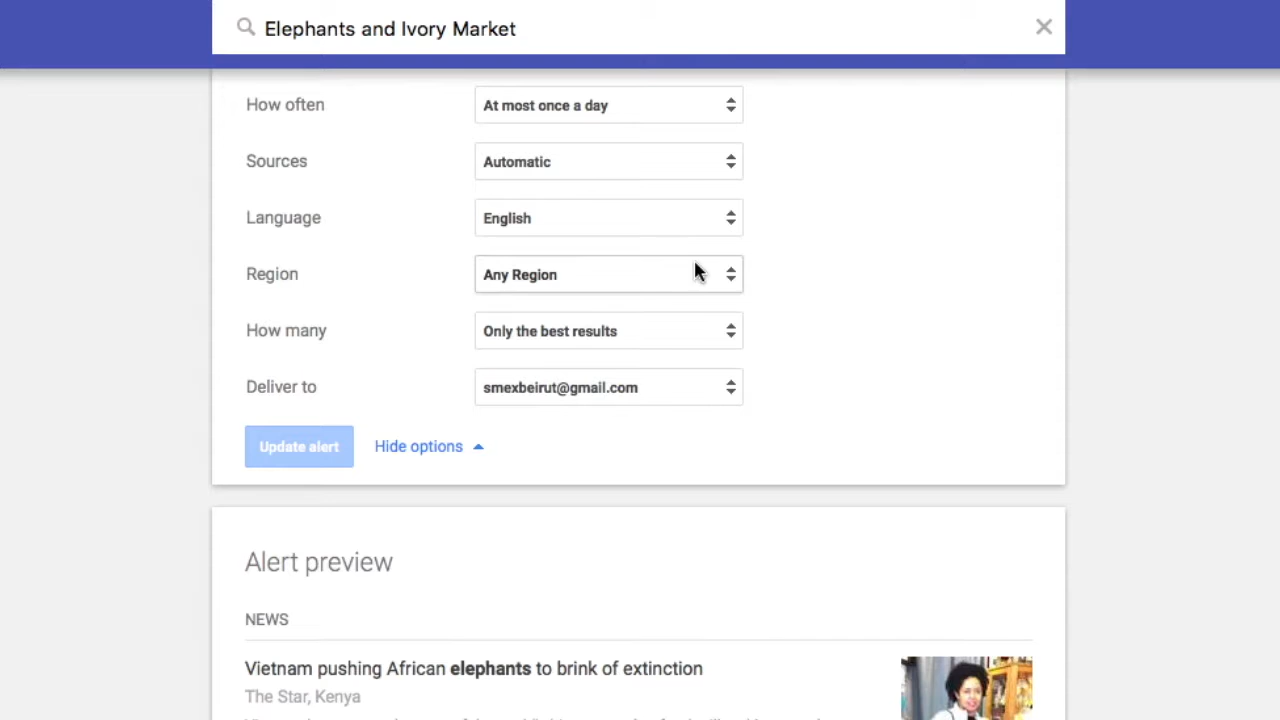 Elephants and Ivory Market
How often At most once a day
Sources Automatic
Language English
Region Any Region
How many Only the best results
Deliver to smexbeirut@gmail.com
Update alert Hide options
Alert preview
NEWS
Vietnam pushing African elephants to brink of extinction
The Star, Kenya